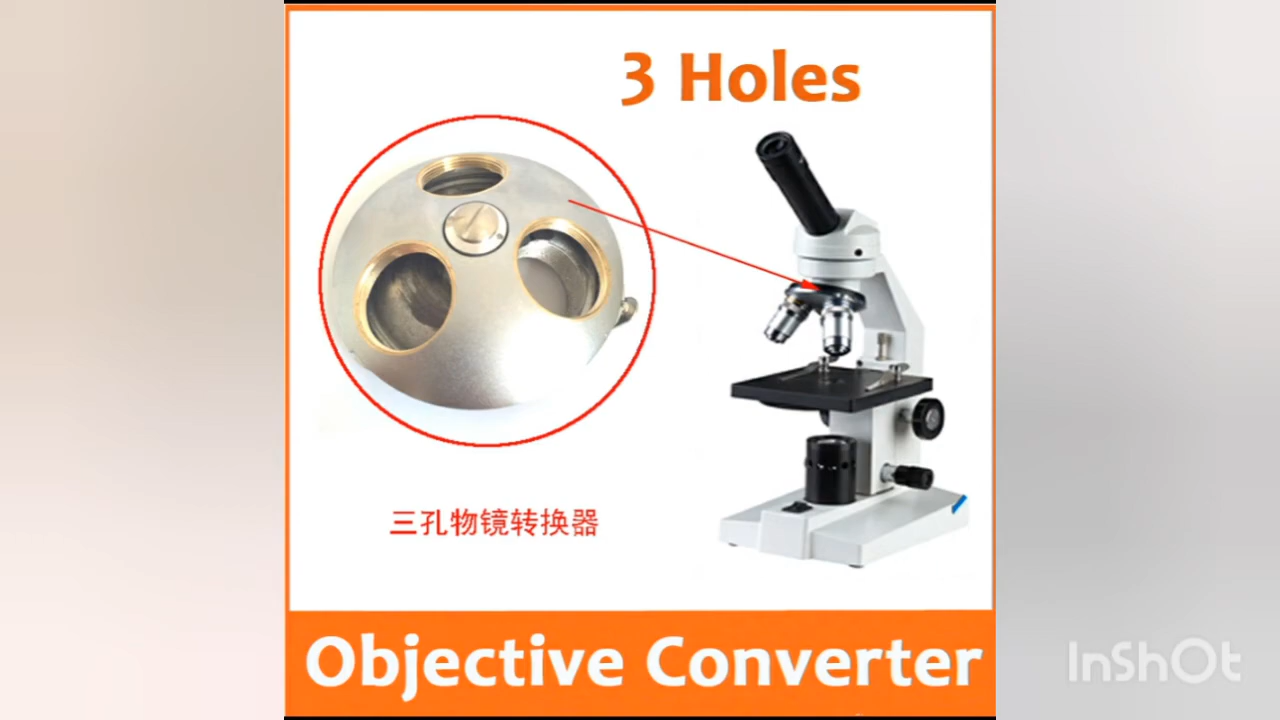 3 Holes
三孔物镜转换器
Objective Converter
InShOt